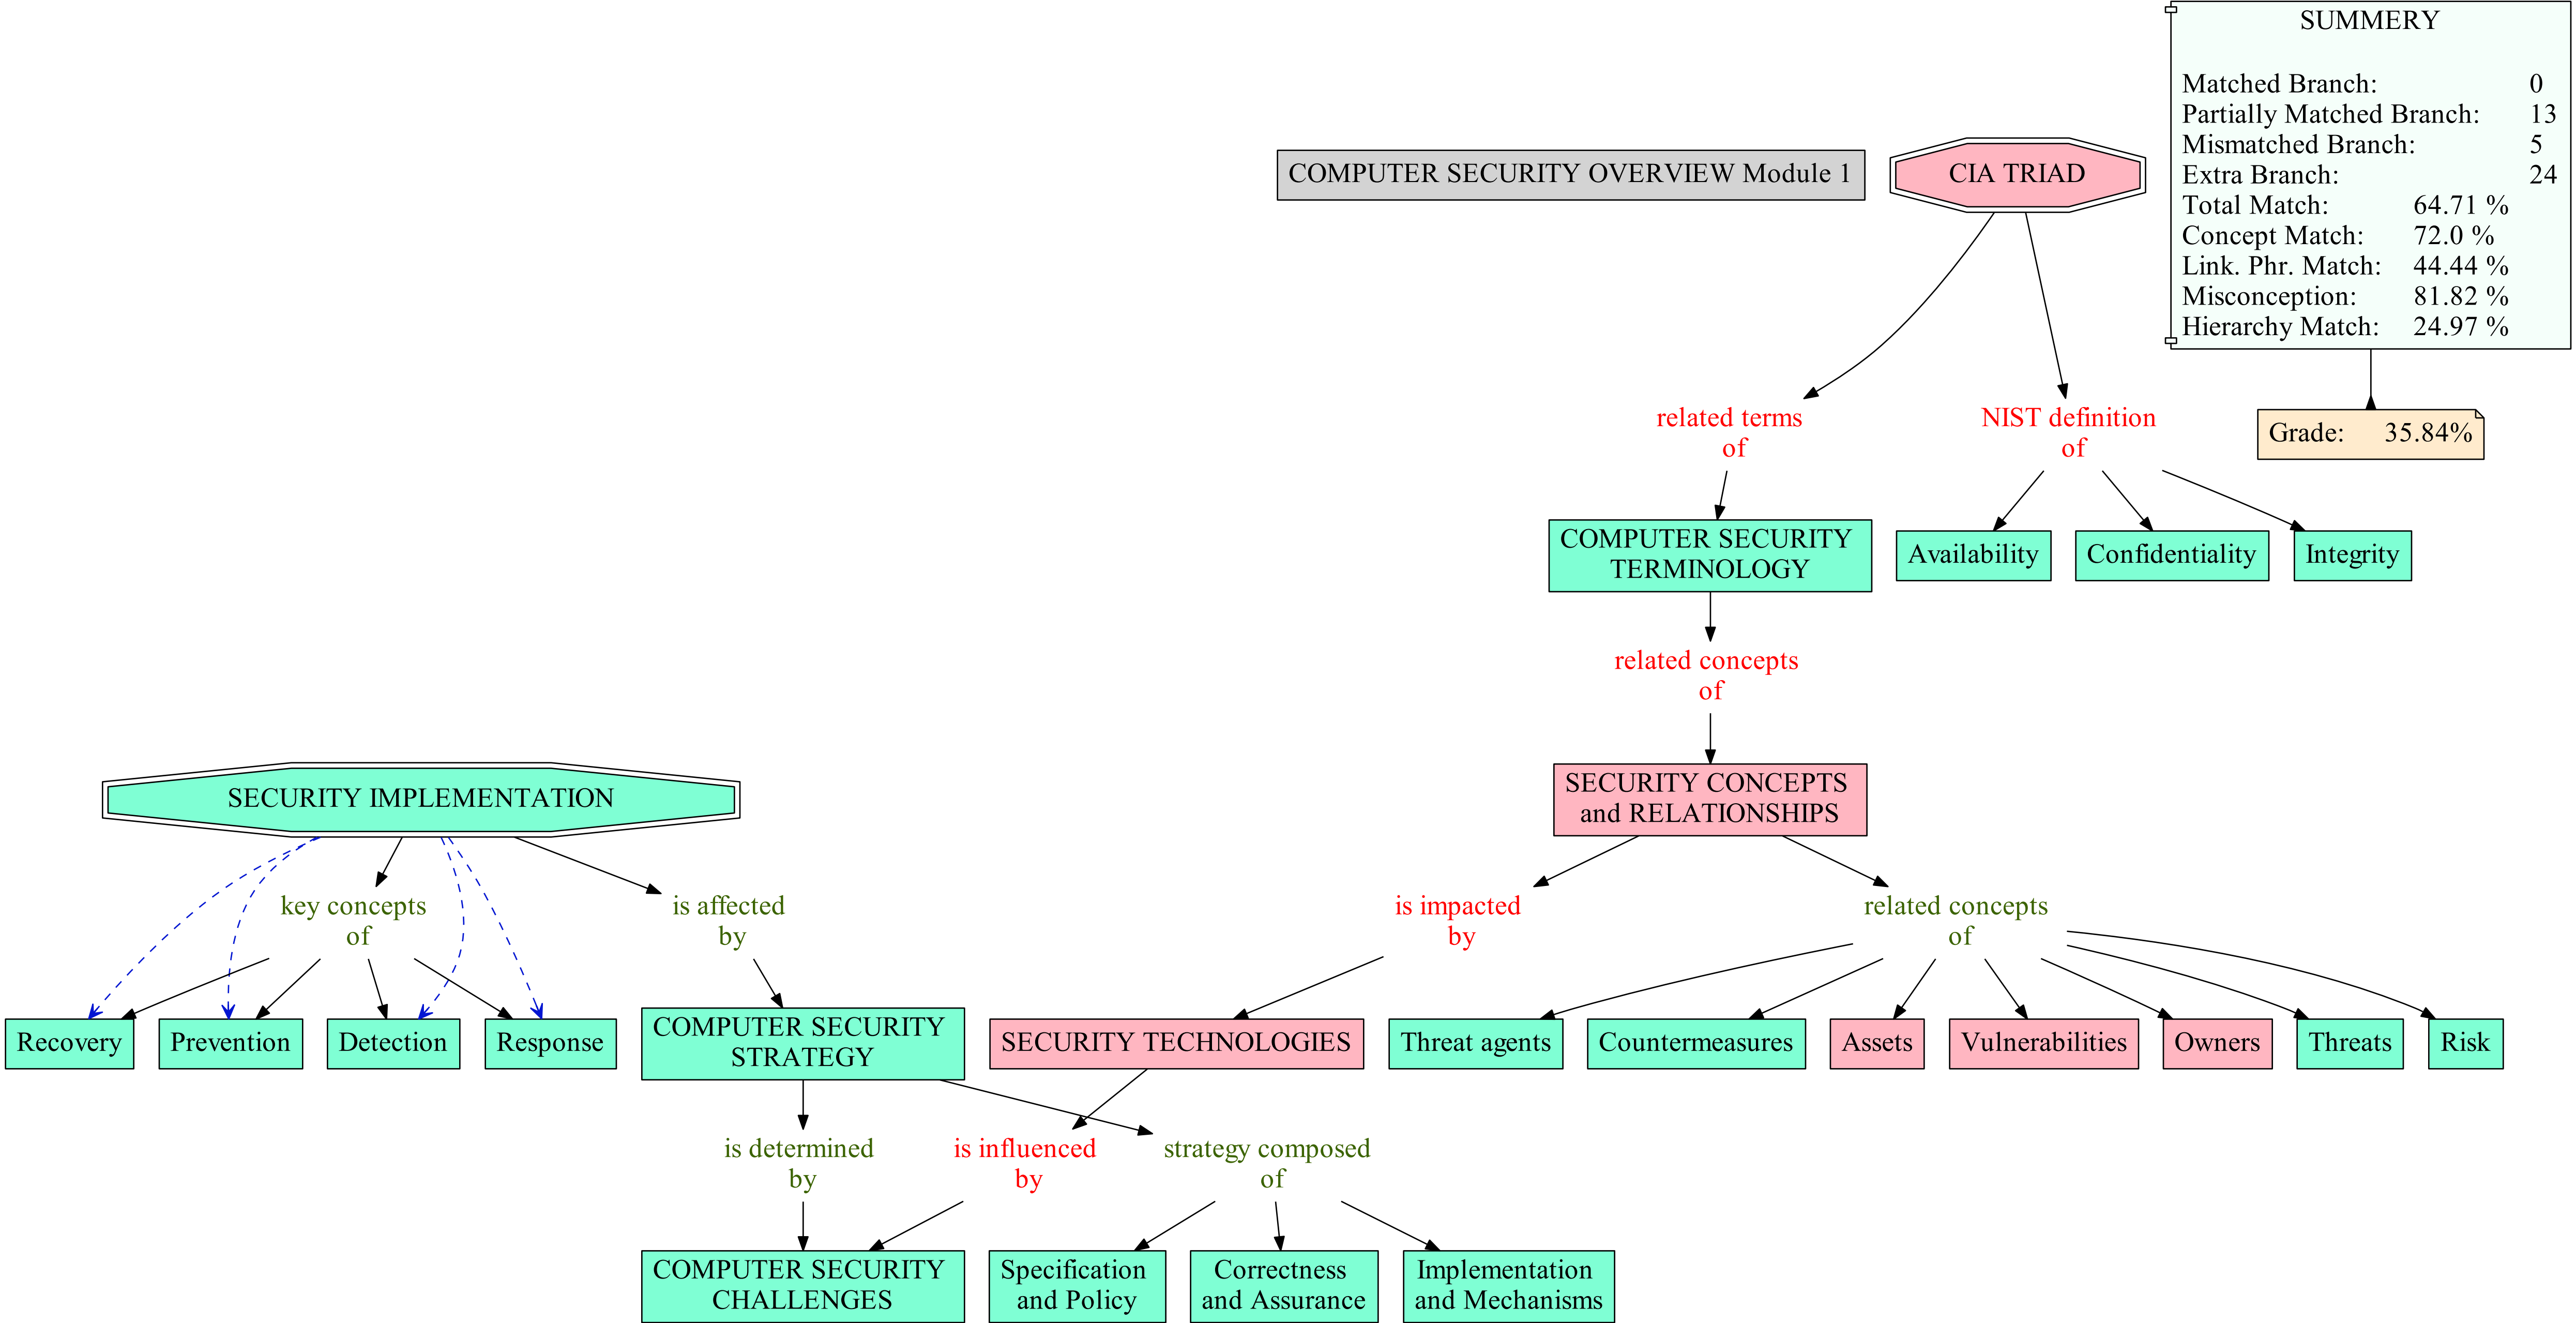 SUMMERY
Matched Branch: 0
Partially Matched Branch: 13
Mismatched Branch: 5
Extra Branch: 24
Total Match: 64.71 %
Concept Match: 72.0 %
Link. Phr. Match: 44.44 %
Misconception: 81.82 %
Hierarchy Match: 24.97 %
Grade: 35.84%
COMPUTER SECURITY OVERVIEW Module 1
CIA TRIAD
related terms
of
NIST definition
of
COMPUTER SECURITY
TERMINOLOGY
Availability
Confidentiality
Integrity
related concepts
of
SECURITY CONCEPTS
and RELATIONSHIPS
SECURITY IMPLEMENTATION
key concepts
of
is affected
by
is impacted
by
related concepts
of
Recovery
Prevention
Detection
Response
COMPUTER SECURITY
STRATEGY
SECURITY TECHNOLOGIES
Threat agents
Countermeasures
Assets
Vulnerabilities
Owners
Threats
Risk
is determined
by
is influenced
by
strategy composed
of
COMPUTER SECURITY
CHALLENGES
Specification
and Policy
Correctness
and Assurance
Implementation
and Mechanisms